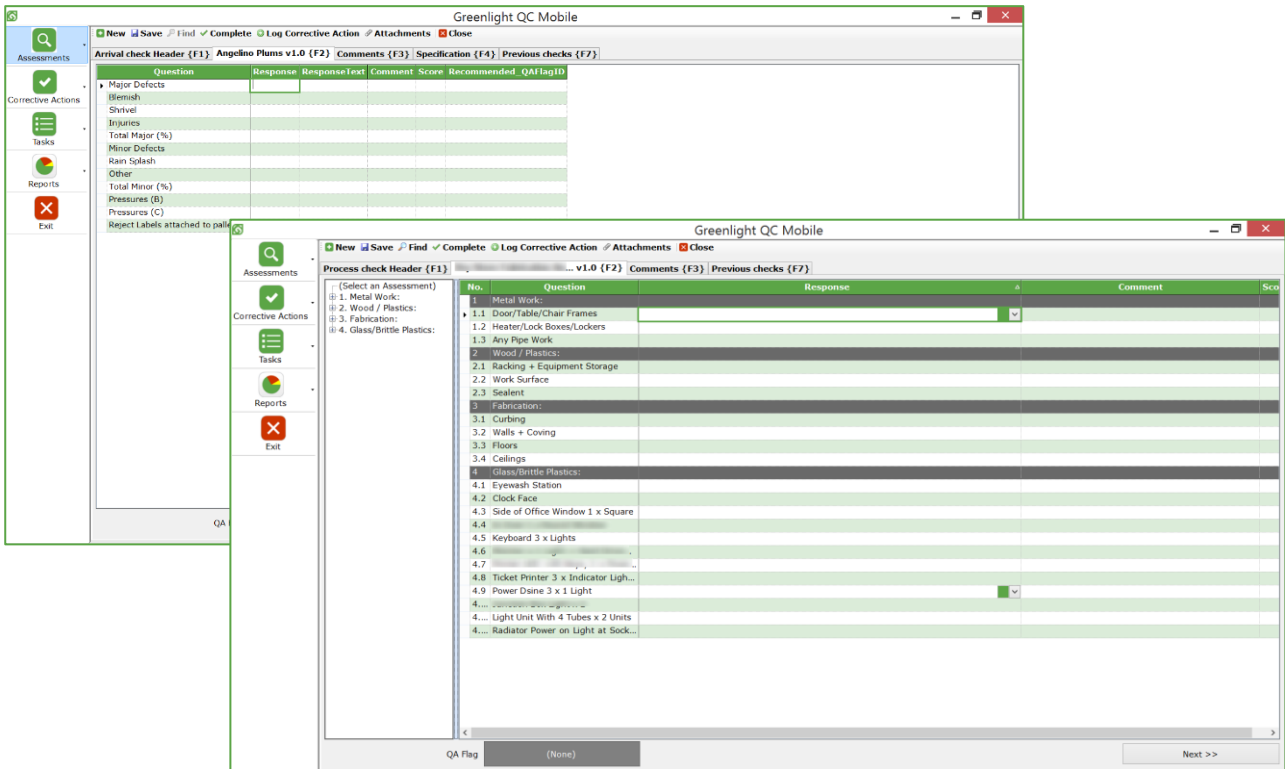 Greenlight QC Mobile
New Save Find Complete Log Corrective Action Attachments Close
Arrival check Header {F1} Angelino Plums v1.0 {F2} Comments {F3} Specification {F4} Previous checks {F7}
Assessments
Corrective Actions
Tasks
Reports
Exit
Question Response ResponseText Comment Score Recommended_QAFlagID
Major Defects
Blemish
Shrivel
Injuries
Total Major (%)
Minor Defects
Rain Splash
Other
Total Minor (%)
Pressures (B)
Pressures (C)
Reject Labels attached to palle
QA
Greenlight QC Mobile
New Save Find Complete Log Corrective Action Attachments Close
Process check Header {F1} ... v1.0 {F2} Comments {F3} Previous checks {F7}
Assessments
Corrective Actions
Tasks
Reports
Exit
(Select an Assessment)
1. Metal Work:
2. Wood / Plastics:
3. Fabrication:
4. Glass/Brittle Plastics:
No. Question Response Comment Sco
1 Metal Work:
1.1 Door/Table/Chair Frames
1.2 Heater/Lock Boxes/Lockers
1.3 Any Pipe Work
2 Wood / Plastics:
2.1 Racking + Equipment Storage
2.2 Work Surface
2.3 Sealent
3 Fabrication:
3.1 Curbing
3.2 Walls + Coving
3.3 Floors
3.4 Ceilings
4 Glass/Brittle Plastics:
4.1 Eyewash Station
4.2 Clock Face
4.3 Side of Office Window 1 x Square
4.4
4.5 Keyboard 3 x Lights
4.6
4.7
4.8 Ticket Printer 3 x Indicator Ligh...
4.9 Power Dsine 3 x 1 Light
4....
4.... Light Unit With 4 Tubes x 2 Units
4.... Radiator Power on Light at Sock...
QA Flag (None) Next >>